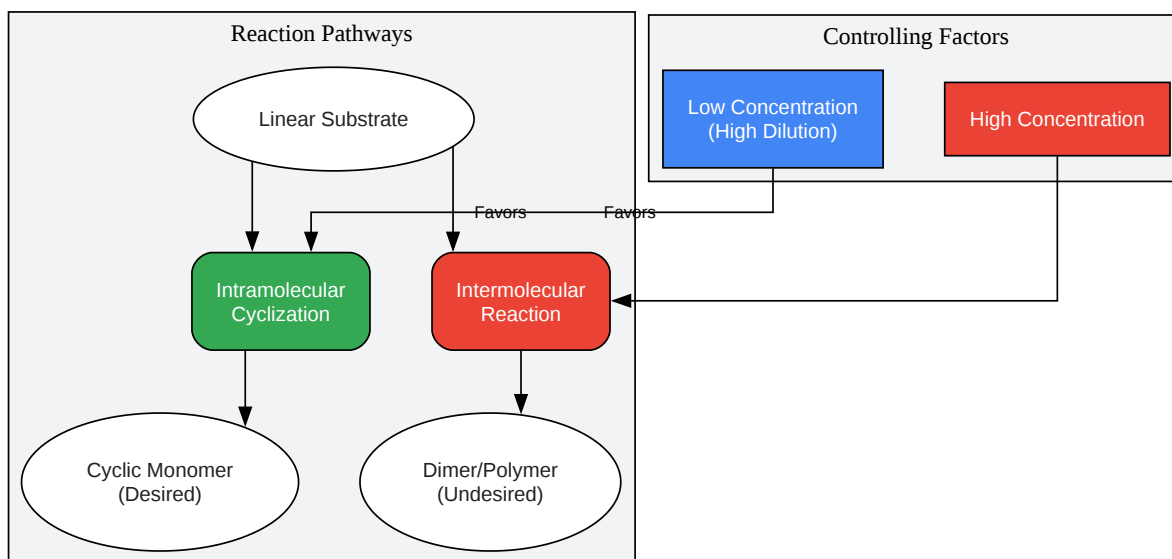 Reaction Pathways
Controlling Factors
Linear Substrate
Low Concentration
(High Dilution)
High Concentration
Favors
Favors
Intramolecular
Cyclization
Intermolecular
Reaction
Cyclic Monomer
(Desired)
Dimer/Polymer
(Undesired)